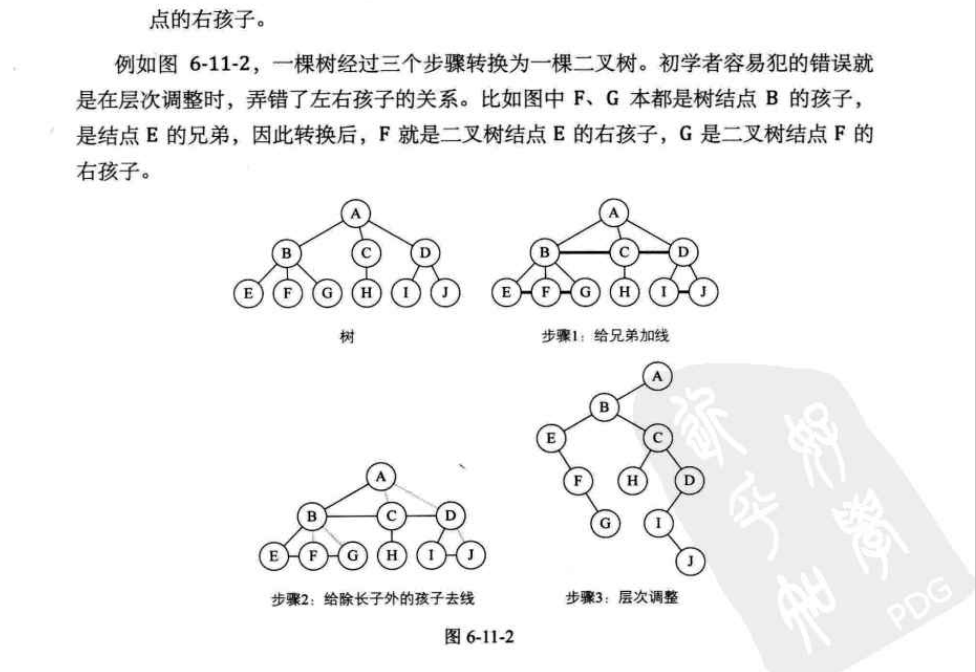 点的右孩子。
例如图 6-11-2，一棵树经过三个步骤转换为一棵二叉树。初学者容易犯的错误就
是在层次调整时，弄错了左右孩子的关系。比如图中 F、G 本都是树结点 B 的孩子，
是结点 E 的兄弟，因此转换后，F 就是二叉树结点 E 的右孩子，G 是二叉树结点 F 的
右孩子。
A
B C D
E F G H I J
树
A
B C D
E F G H I J
步骤1：给兄弟加线
A
B C D
E F G H I J
步骤2：给除长子外的孩子去线
A
B
E C
F H D
G I
J
步骤3：层次调整
图 6-11-2
PDG